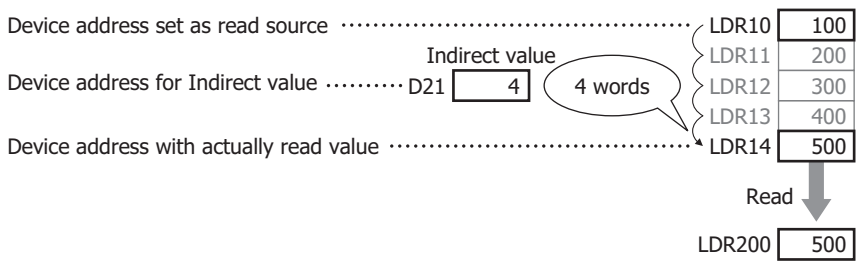 Device address set as read source ........................ LDR10 100
LDR11 200
Indirect value
Device address for Indirect value .......... D21 4 4 words LDR12 300
LDR13 400
Device address with actually read value ........................ LDR14 500
Read
LDR200 500